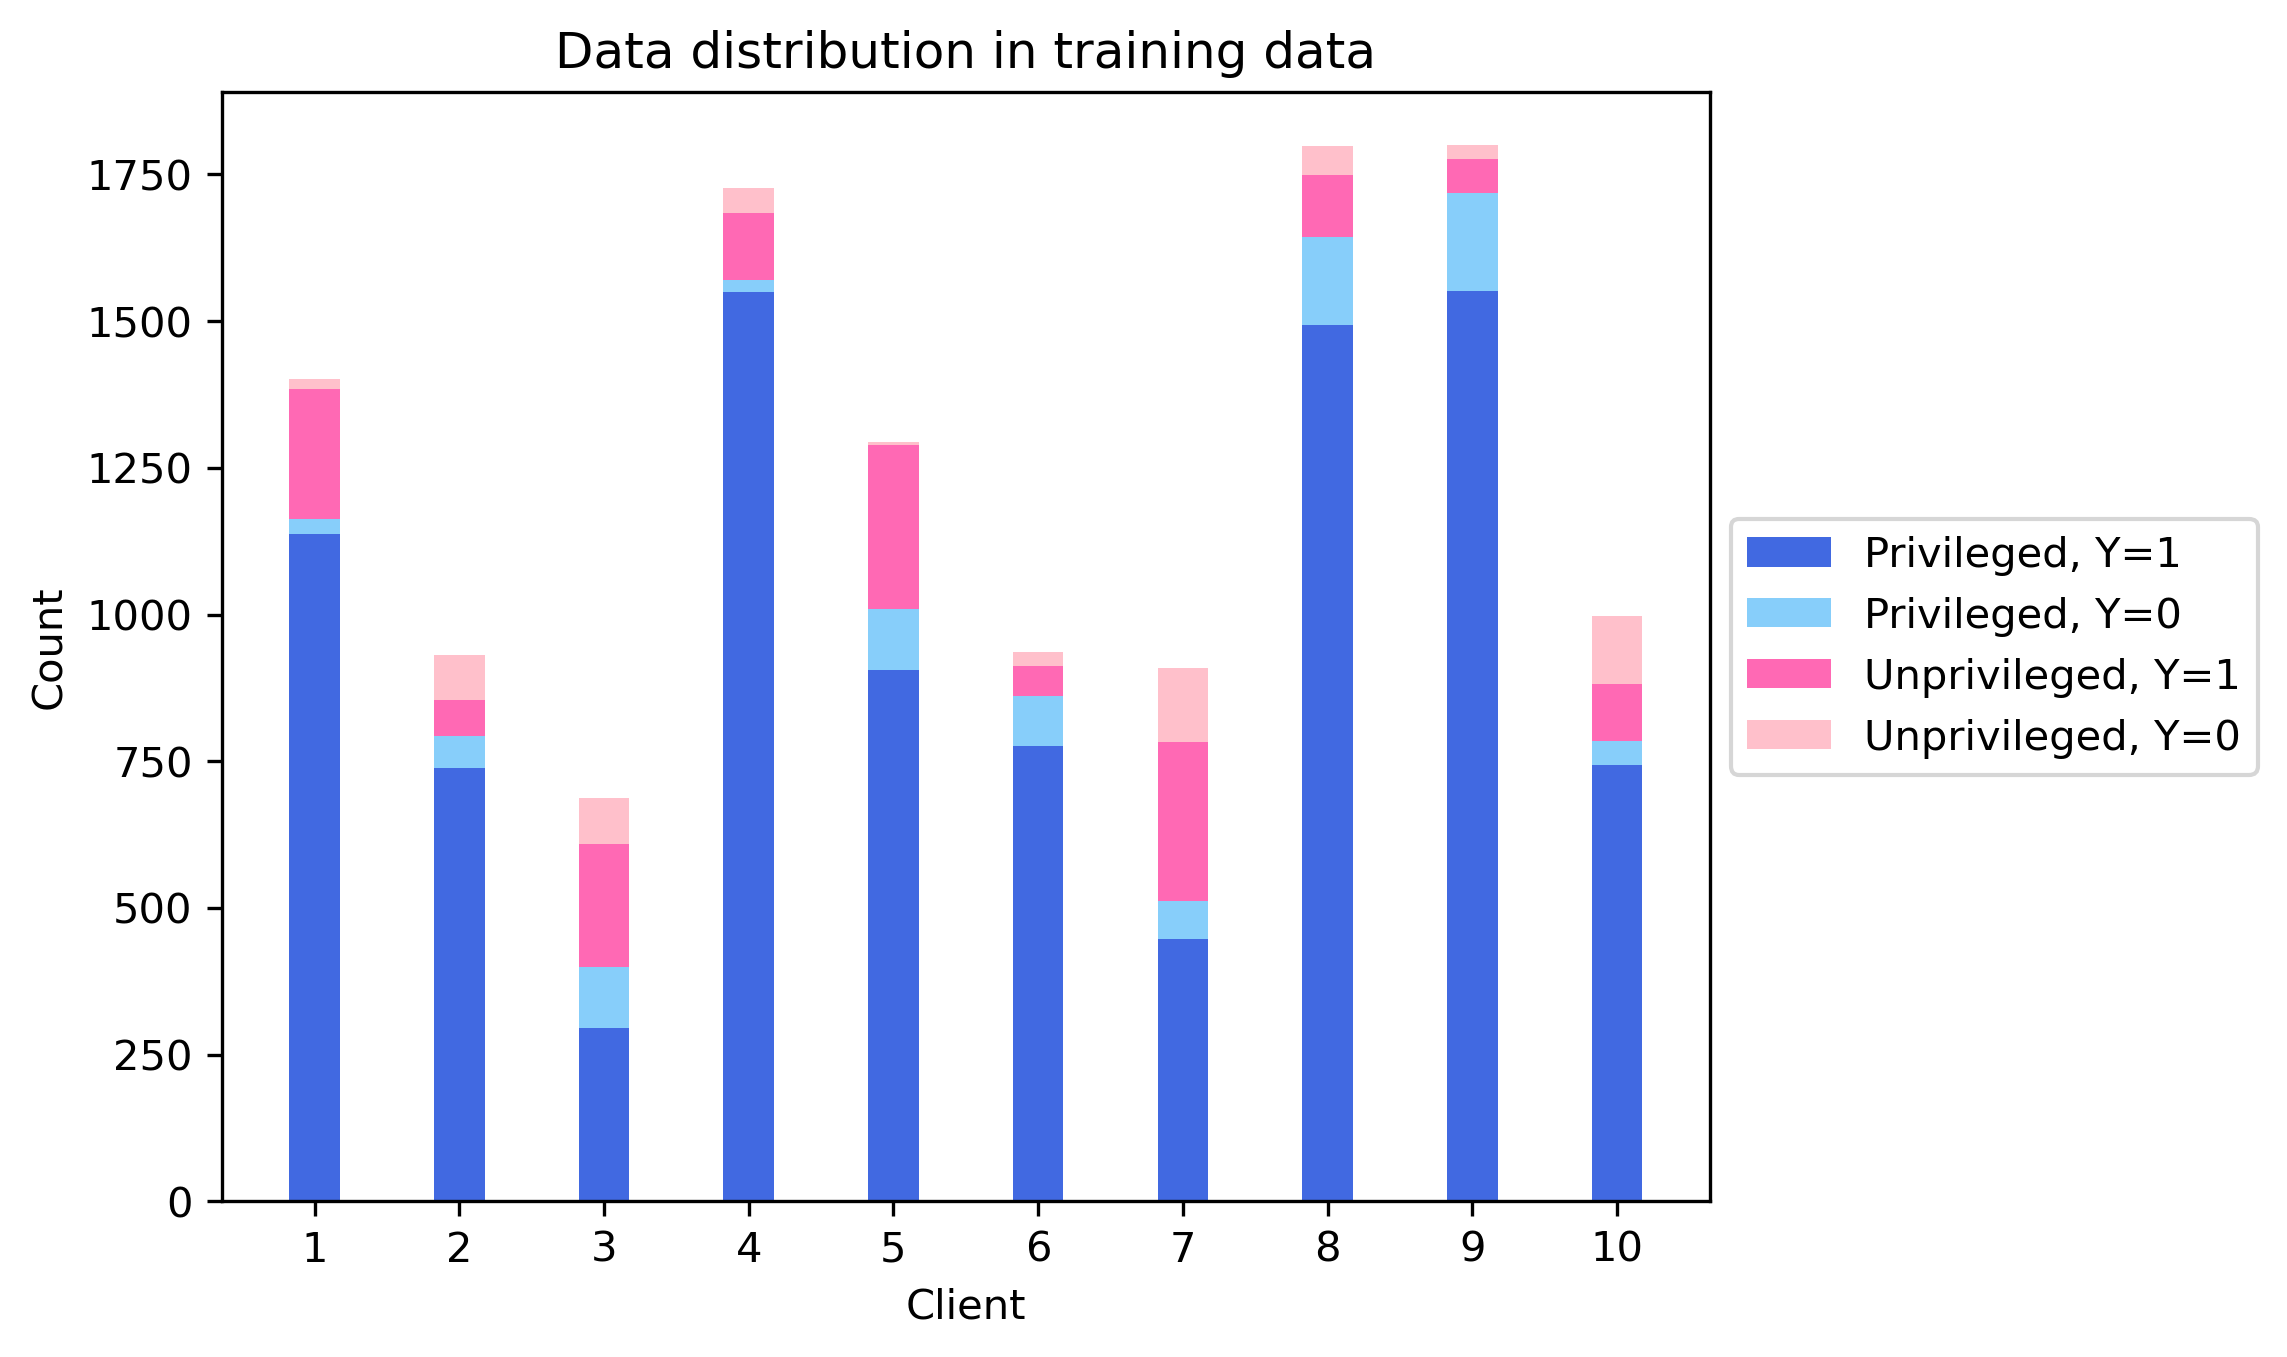 Data distribution in training data
Count
1750
1500
1250
1000
750
500
250
0
1 2 3 4 5 6 7 8 9 10
Client
Privileged, Y=1
Privileged, Y=0
Unprivileged, Y=1
Unprivileged, Y=0